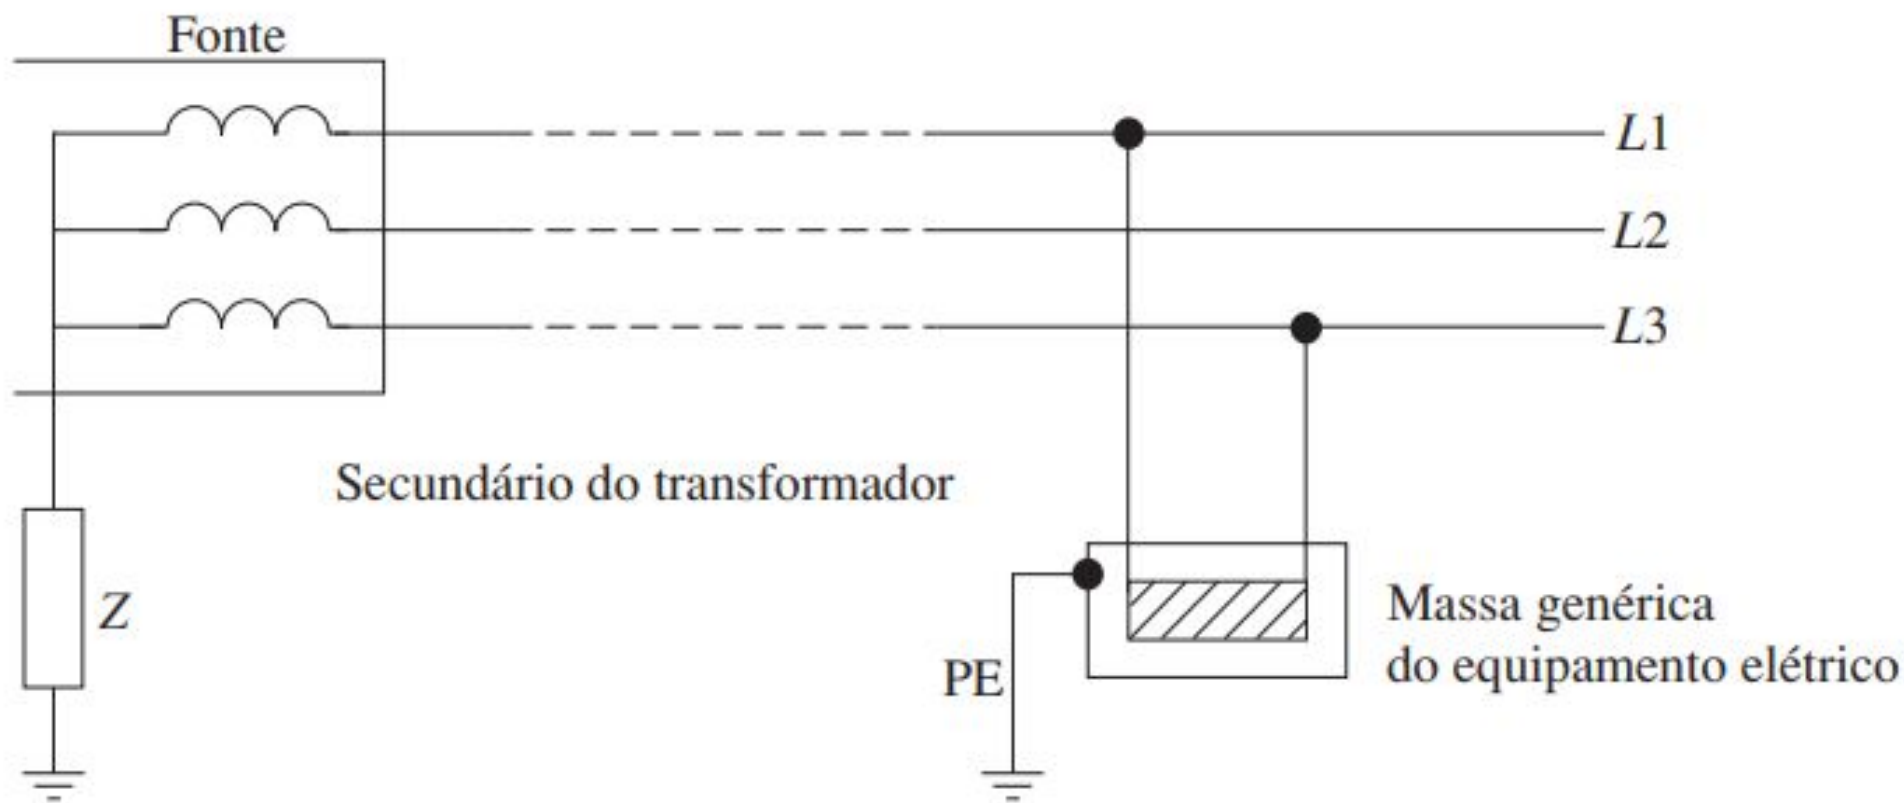 Fonte
L1
L2
L3
Secundário do transformador
Z
PE
Massa genérica
do equipamento elétrico